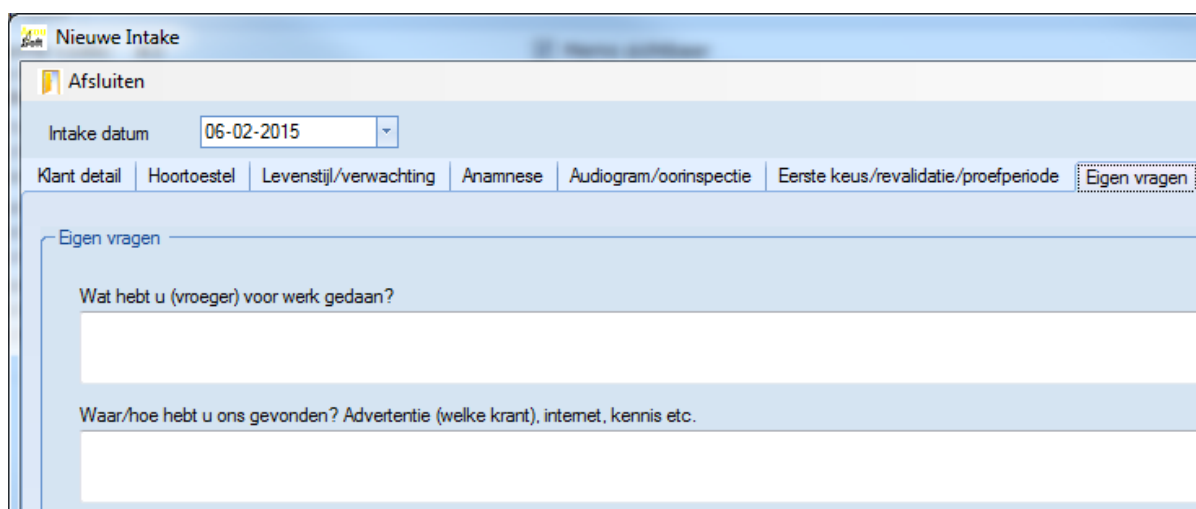 Nieuwe Intake
Afsluiten
Intake datum 06-02-2015
Klant detail Hoortoestel Levenstijl/verwachting Anamnese Audiogram/oorinspectie Eerste keus/revalidatie/proefperiode Eigen vragen
Eigen vragen
Wat hebt u (vroeger) voor werk gedaan?
Waar/hoe hebt u ons gevonden? Advertentie (welke krant), internet, kennis etc.